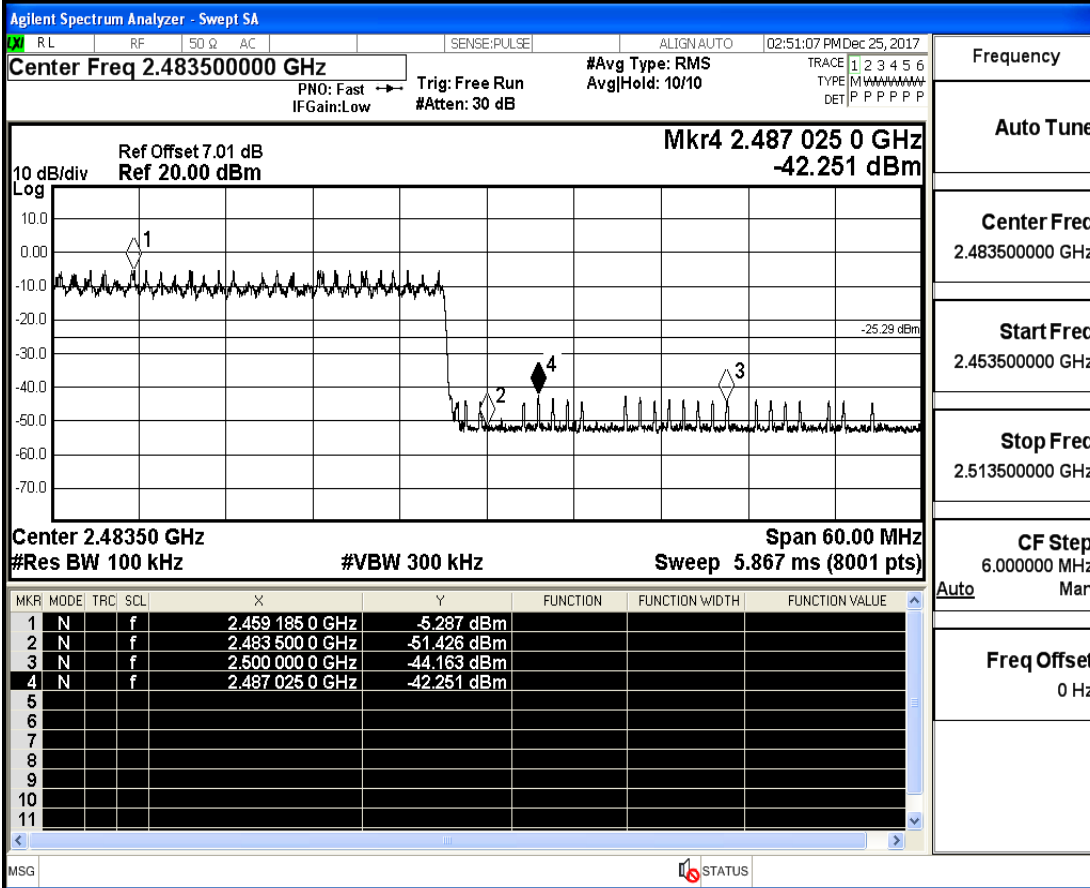 Agilent Spectrum Analyzer - Swept SA
LXI RL RF 50 Ω AC SENSE:PULSE ALIGN AUTO 02:51:07 PM Dec 25, 2017
Center Freq 2.483500000 GHz
PNO: Fast
IFGain:Low
Trig: Free Run
#Atten: 30 dB
#Avg Type: RMS
Avg|Hold: 10/10
TRACE 1 2 3 4 5 6
TYPE M W W W W W
DET P P P P P P
Mkr4 2.487 025 0 GHz
-42.251 dBm
Ref Offset 7.01 dB
10 dB/div Ref 20.00 dBm
Log
10.0
0.00
-10.0
-20.0
-30.0
-40.0
-50.0
-60.0
-70.0
1
2
3
4
-25.29 dBm
Center 2.48350 GHz Span 60.00 MHz
#Res BW 100 kHz #VBW 300 kHz Sweep 5.867 ms (8001 pts)
MKR MODE TRC SCL X Y FUNCTION FUNCTION WIDTH FUNCTION VALUE
1 N f 2.459 185 0 GHz -5.287 dBm
2 N f 2.483 500 0 GHz -51.426 dBm
3 N f 2.500 000 0 GHz -44.163 dBm
4 N f 2.487 025 0 GHz -42.251 dBm
5
6
7
8
9
10
11
MSG STATUS
Frequency
Auto Tune
Center Freq
2.483500000 GHz
Start Freq
2.453500000 GHz
Stop Freq
2.513500000 GHz
CF Step
6.000000 MHz
Auto Man
Freq Offset
0 Hz